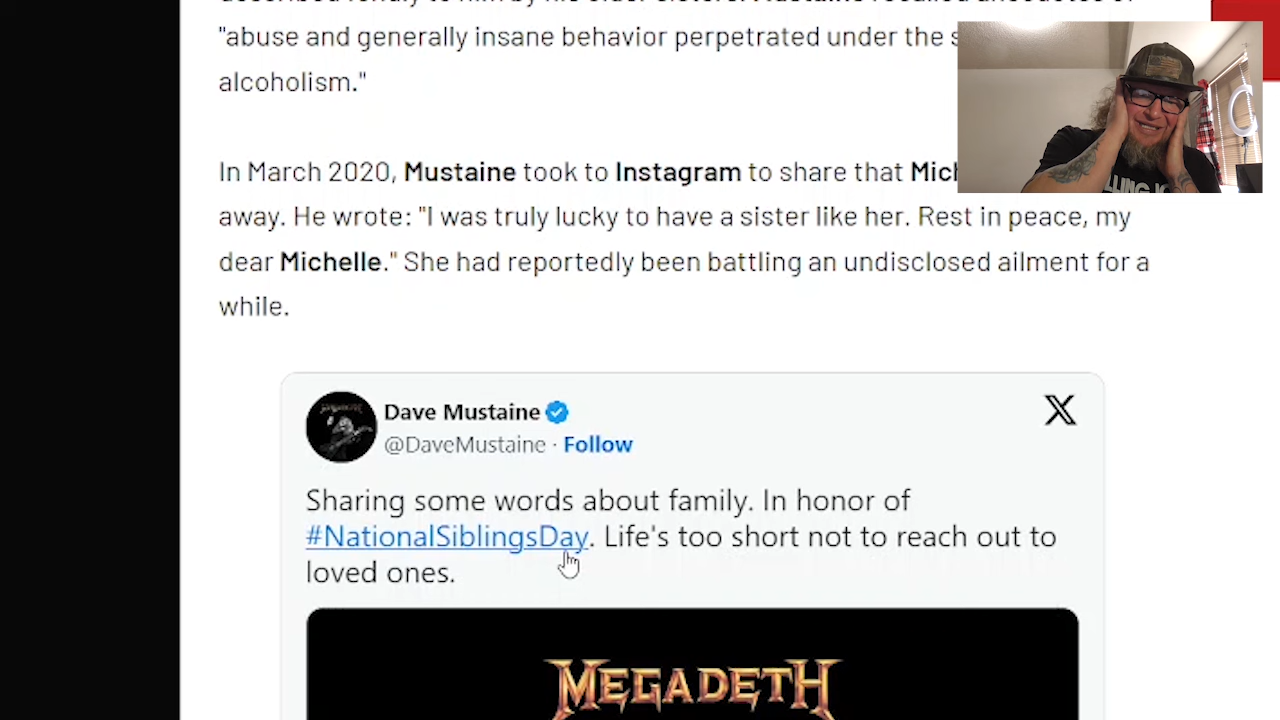 "abuse and generally insane behavior perpetrated under the
alcoholism."
In March 2020, Mustaine took to Instagram to share that
away. He wrote: "I was truly lucky to have a sister like her. Rest in peace, my
dear Michelle." She had reportedly been battling an undisclosed ailment for a
while.
Dave Mustaine
@DaveMustaine · Follow
X
Sharing some words about family. In honor of
#NationalSiblingsDay. Life's too short not to reach out to
loved ones.
MEGADETH